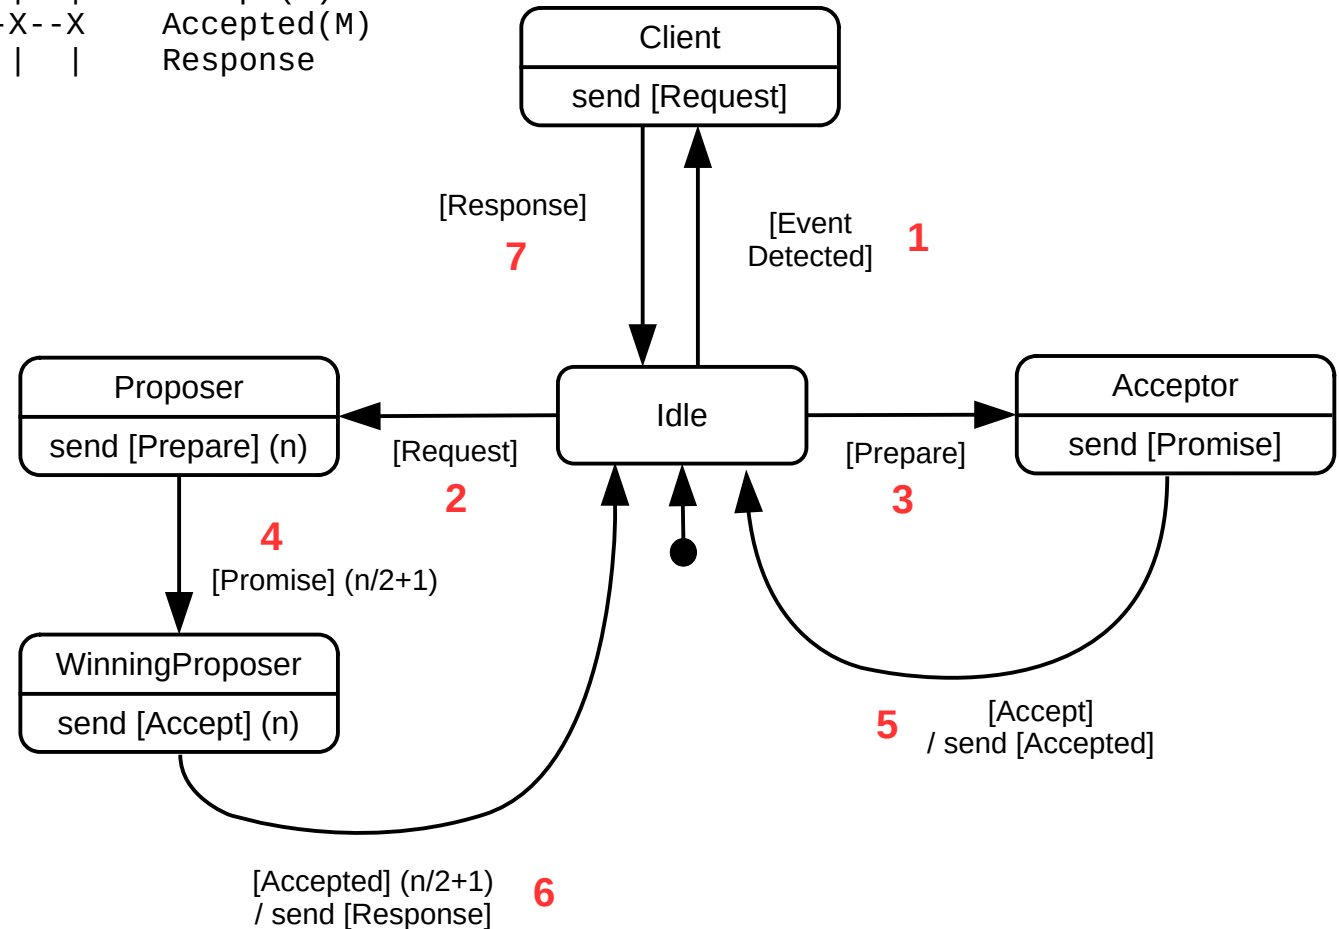 -X--X Accepted(M)
| | Response
Client
send [Request]
[Response]
7
[Event
Detected]
1
Proposer
send [Prepare] (n)
Idle
Acceptor
send [Promise]
[Request]
2
[Prepare]
3
4
[Promise] (n/2+1)
WinningProposer
send [Accept] (n)
5
[Accept]
/ send [Accepted]
[Accepted] (n/2+1)
/ send [Response]
6